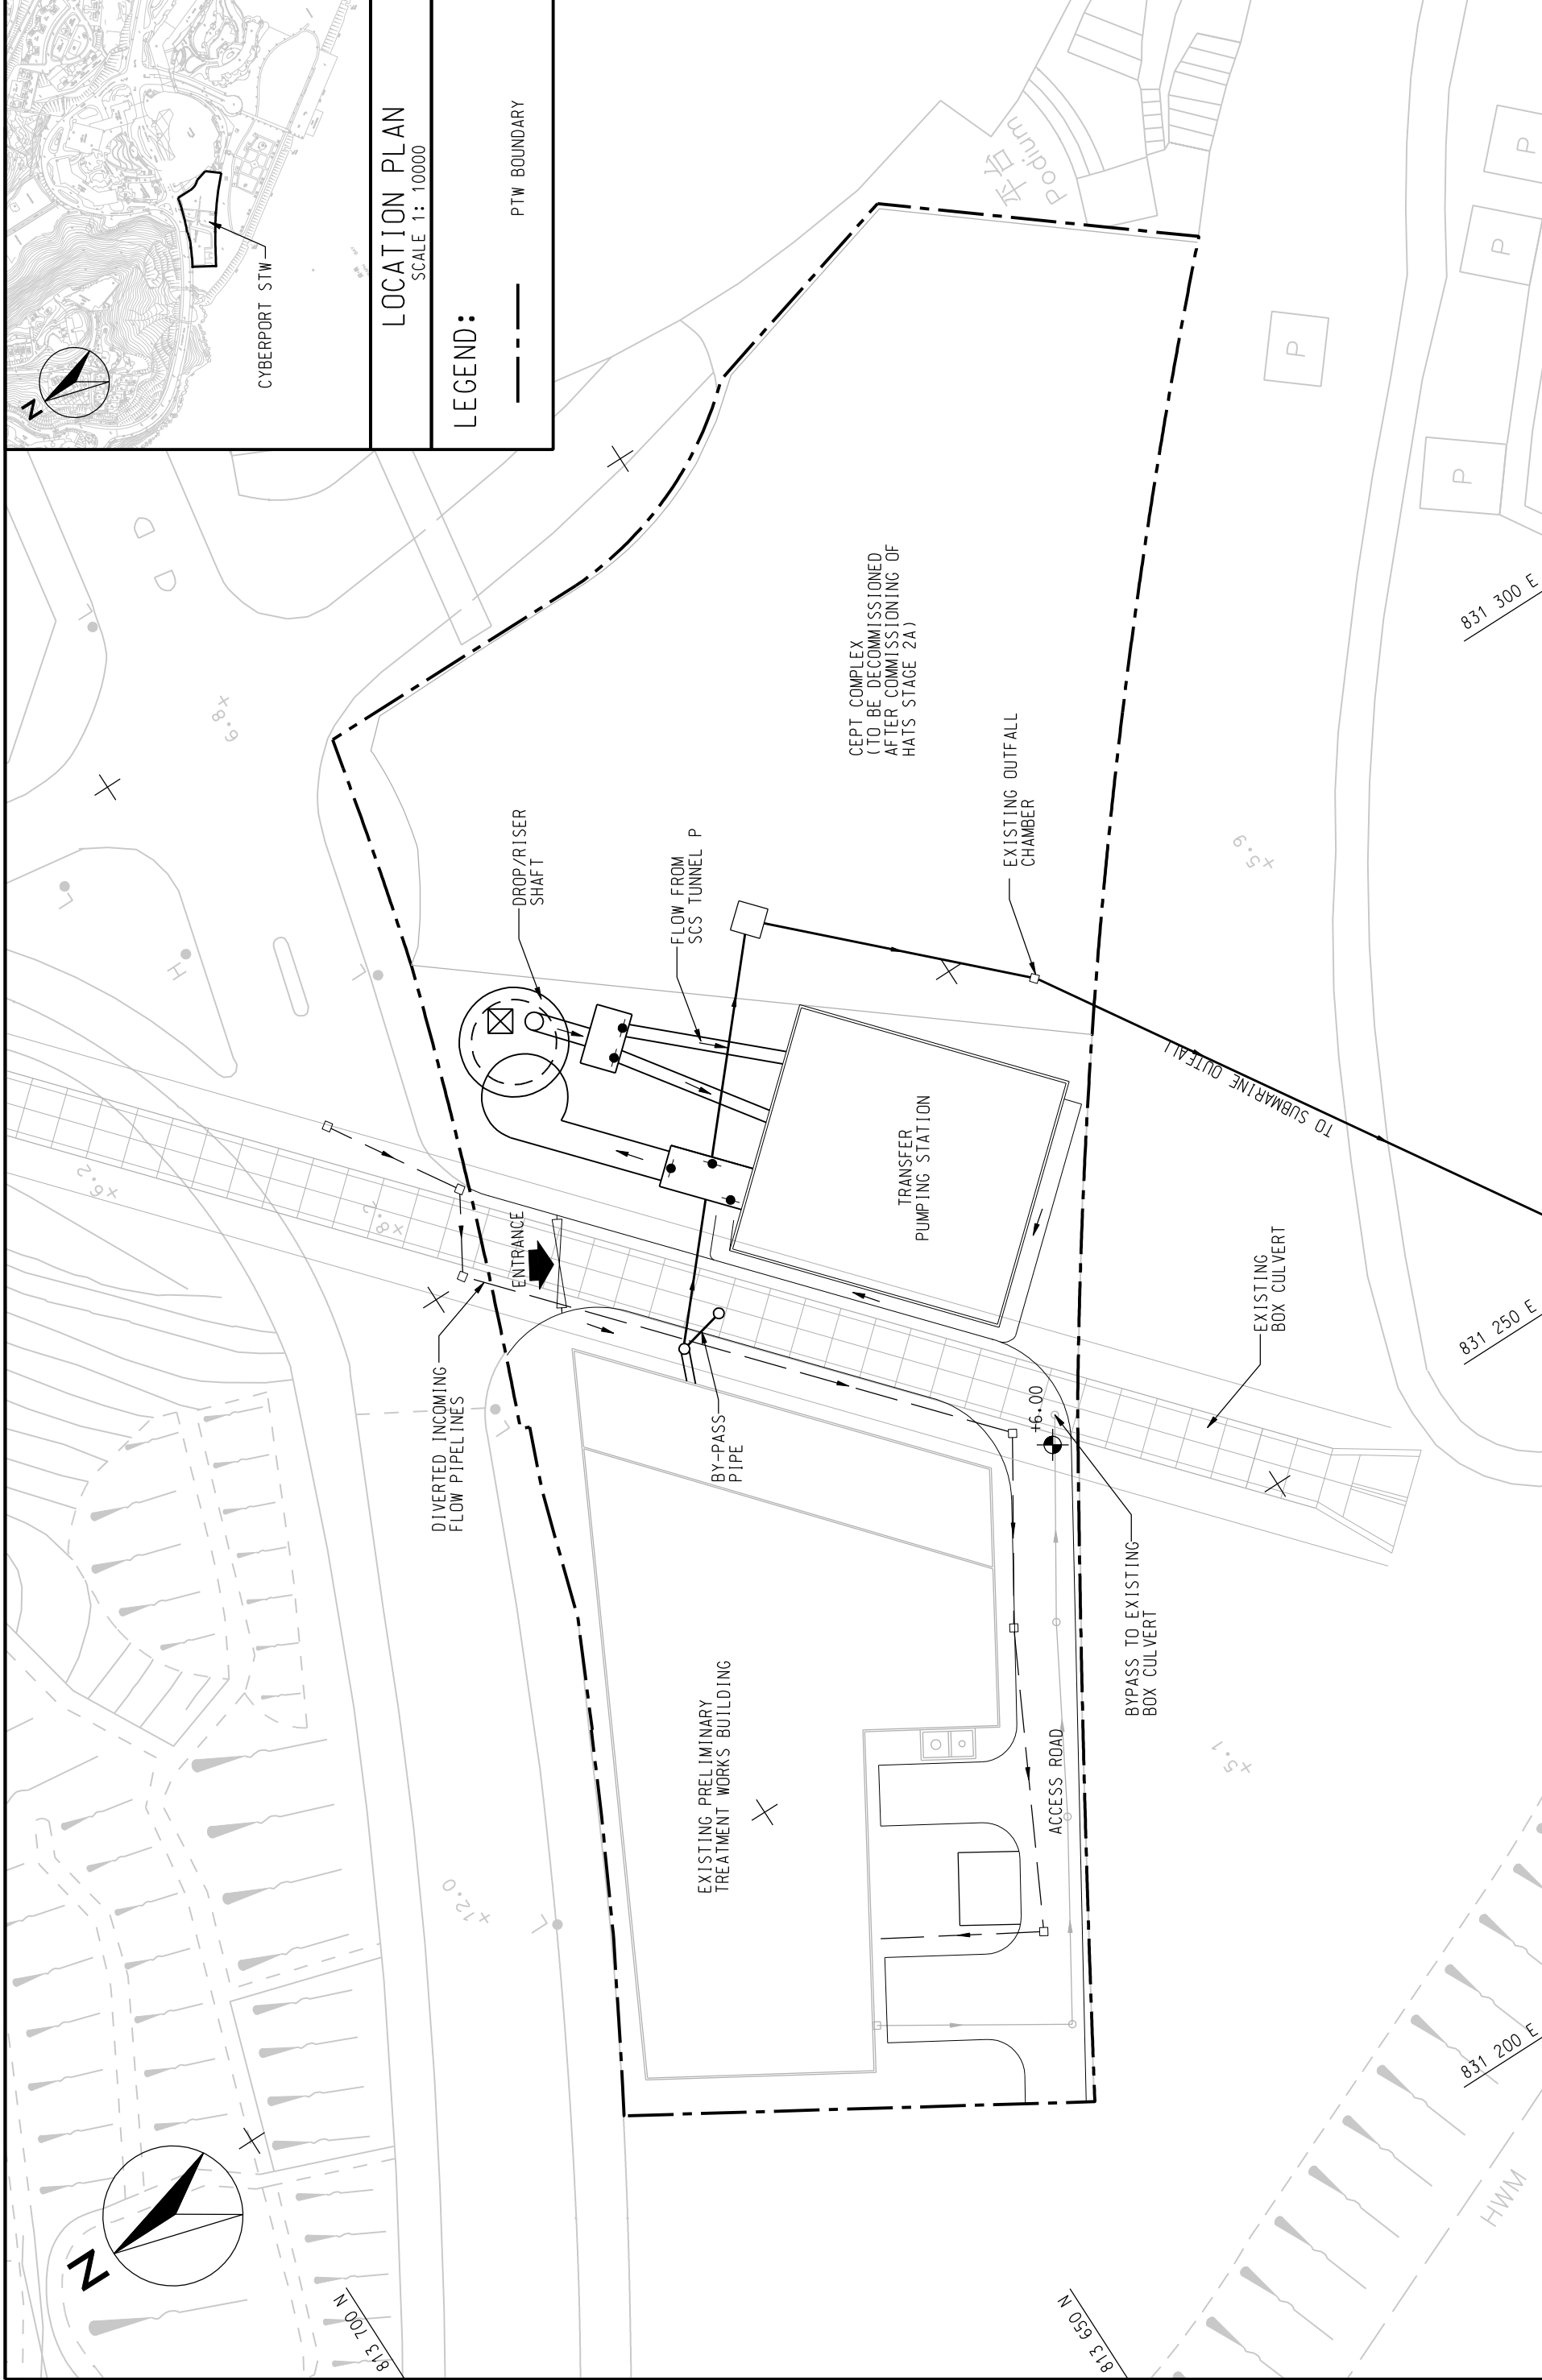 N
CYBERPORT STW
LOCATION PLAN
SCALE 1: 10000
LEGEND:
PTW BOUNDARY
平台
Podium
P
P
P
P
D
D
L
L
H
L
L
L
×9.8
×6.2
×8.2
×5.9
×5.1
×12.0
CEPT COMPLEX
(TO BE DECOMMISSIONED
AFTER COMMISSIONING OF
HATS STAGE 2A)
EXISTING OUTFALL
CHAMBER
DROP/RISER
SHAFT
FLOW FROM
SCS TUNNEL P
TRANSFER
PUMPING STATION
TO SUBMARINE OUTFALL
ENTRANCE
DIVERTED INCOMING
FLOW PIPELINES
BY-PASS
PIPE
+6.00
EXISTING
BOX CULVERT
BYPASS TO EXISTING
BOX CULVERT
EXISTING PRELIMINARY
TREATMENT WORKS BUILDING
ACCESS ROAD
HWM
N
831 300 E
831 250 E
831 200 E
813 700 N
813 650 N